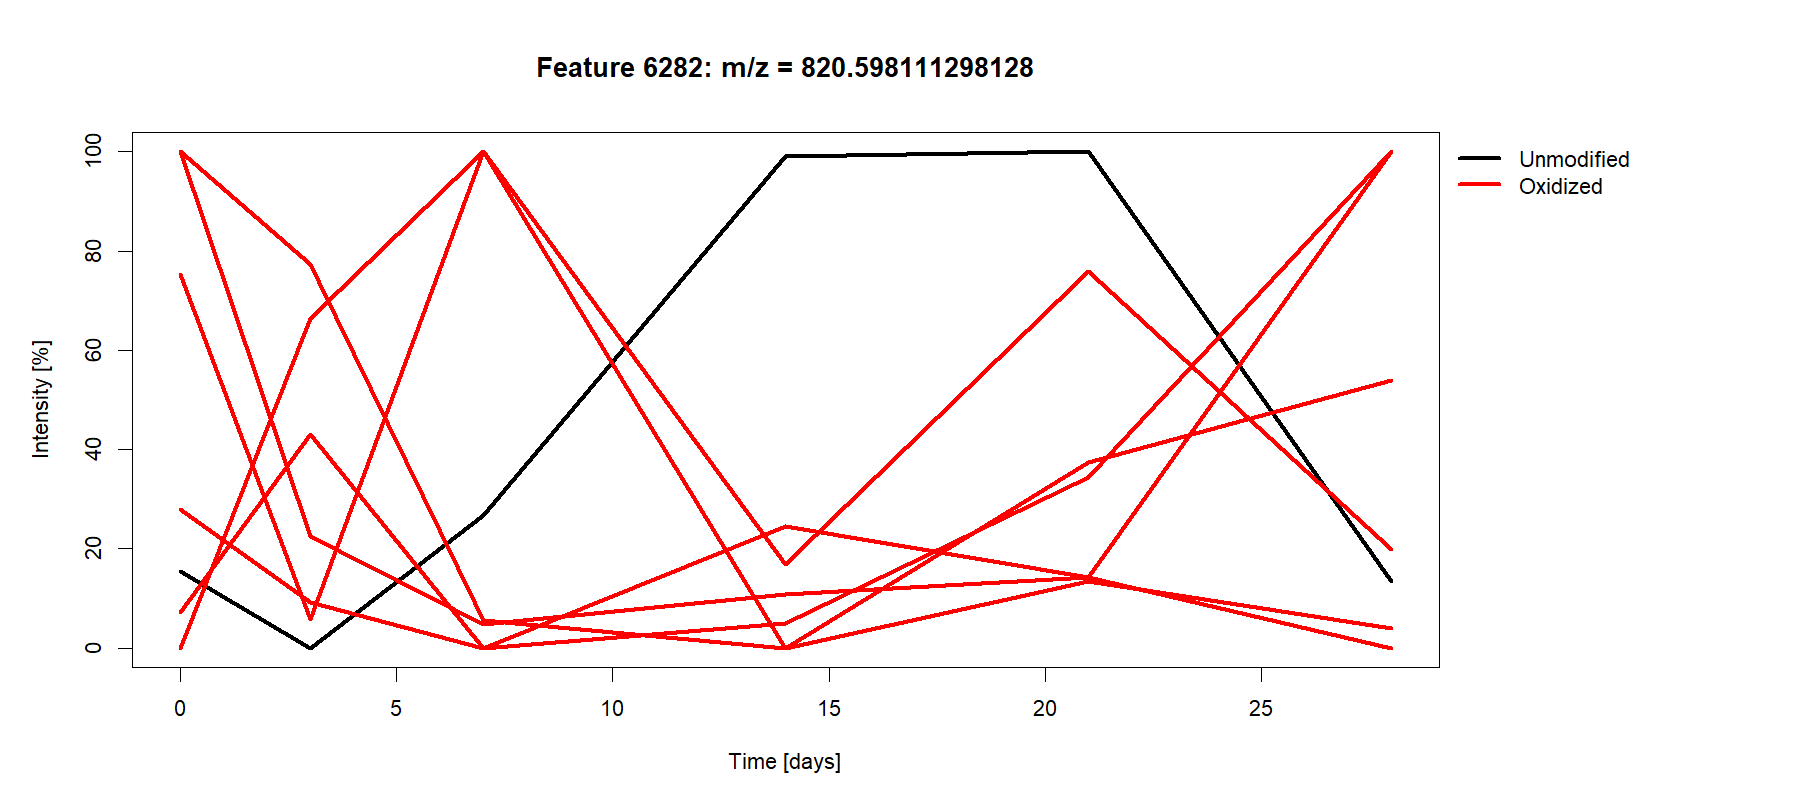 Feature 6282: m/z = 820.598111298128
Unmodified
Oxidized
Intensity [%]
100
80
60
40
20
0
0 5 10 15 20 25
Time [days]